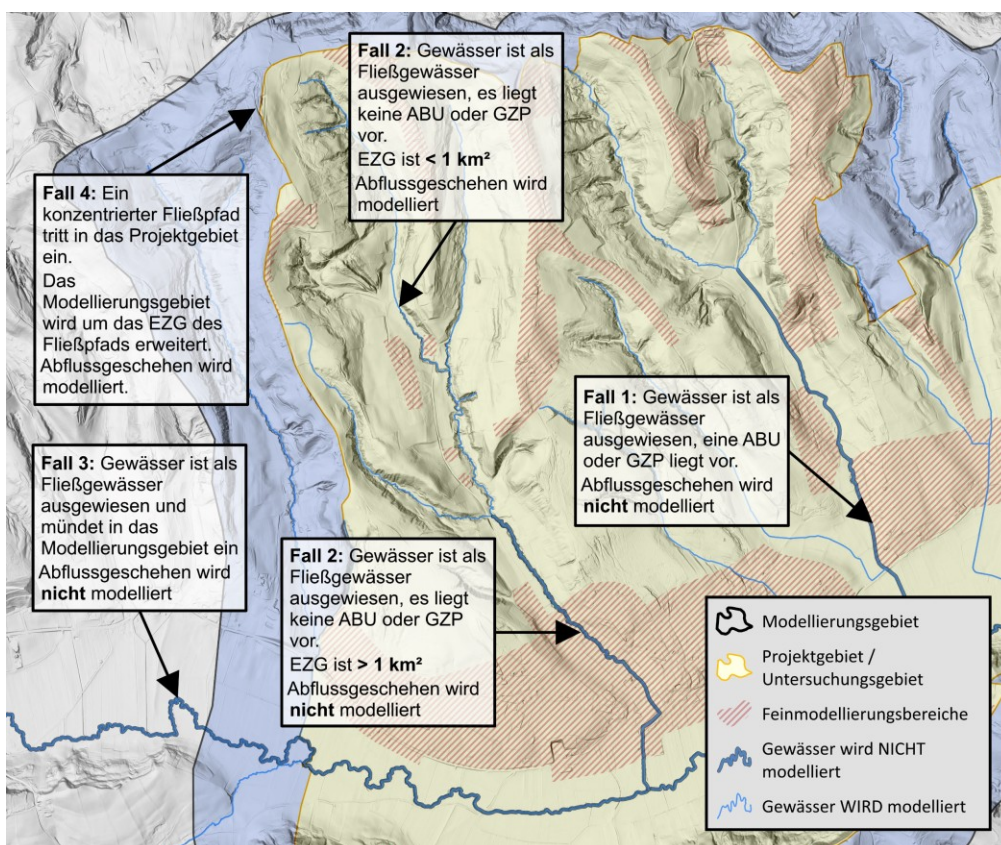 Fall 2: Gewässer ist als
Fließgewässer
ausgewiesen, es liegt
keine ABU oder GZP
vor.
EZG ist < 1 km²
Abflussgeschehen wird
modelliert
Fall 4: Ein
konzentrierter Fließpfad
tritt in das Projektgebiet
ein.
Das
Modellierungsgebiet
wird um das EZG des
Fließpfads erweitert.
Abflussgeschehen wird
modelliert.
Fall 1: Gewässer ist als
Fließgewässer
ausgewiesen, eine ABU
oder GZP liegt vor.
Abflussgeschehen wird
nicht modelliert
Fall 3: Gewässer ist als
Fließgewässer
ausgewiesen und
mündet in das
Modellierungsgebiet ein
Abflussgeschehen wird
nicht modelliert
Fall 2: Gewässer ist als
Fließgewässer
ausgewiesen, es liegt
keine ABU oder GZP
vor.
EZG ist > 1 km²
Abflussgeschehen wird
nicht modelliert
Modellierungsgebiet
Projektgebiet /
Untersuchungsgebiet
Feinmodellierungsbereiche
Gewässer wird NICHT
modelliert
Gewässer WIRD modelliert